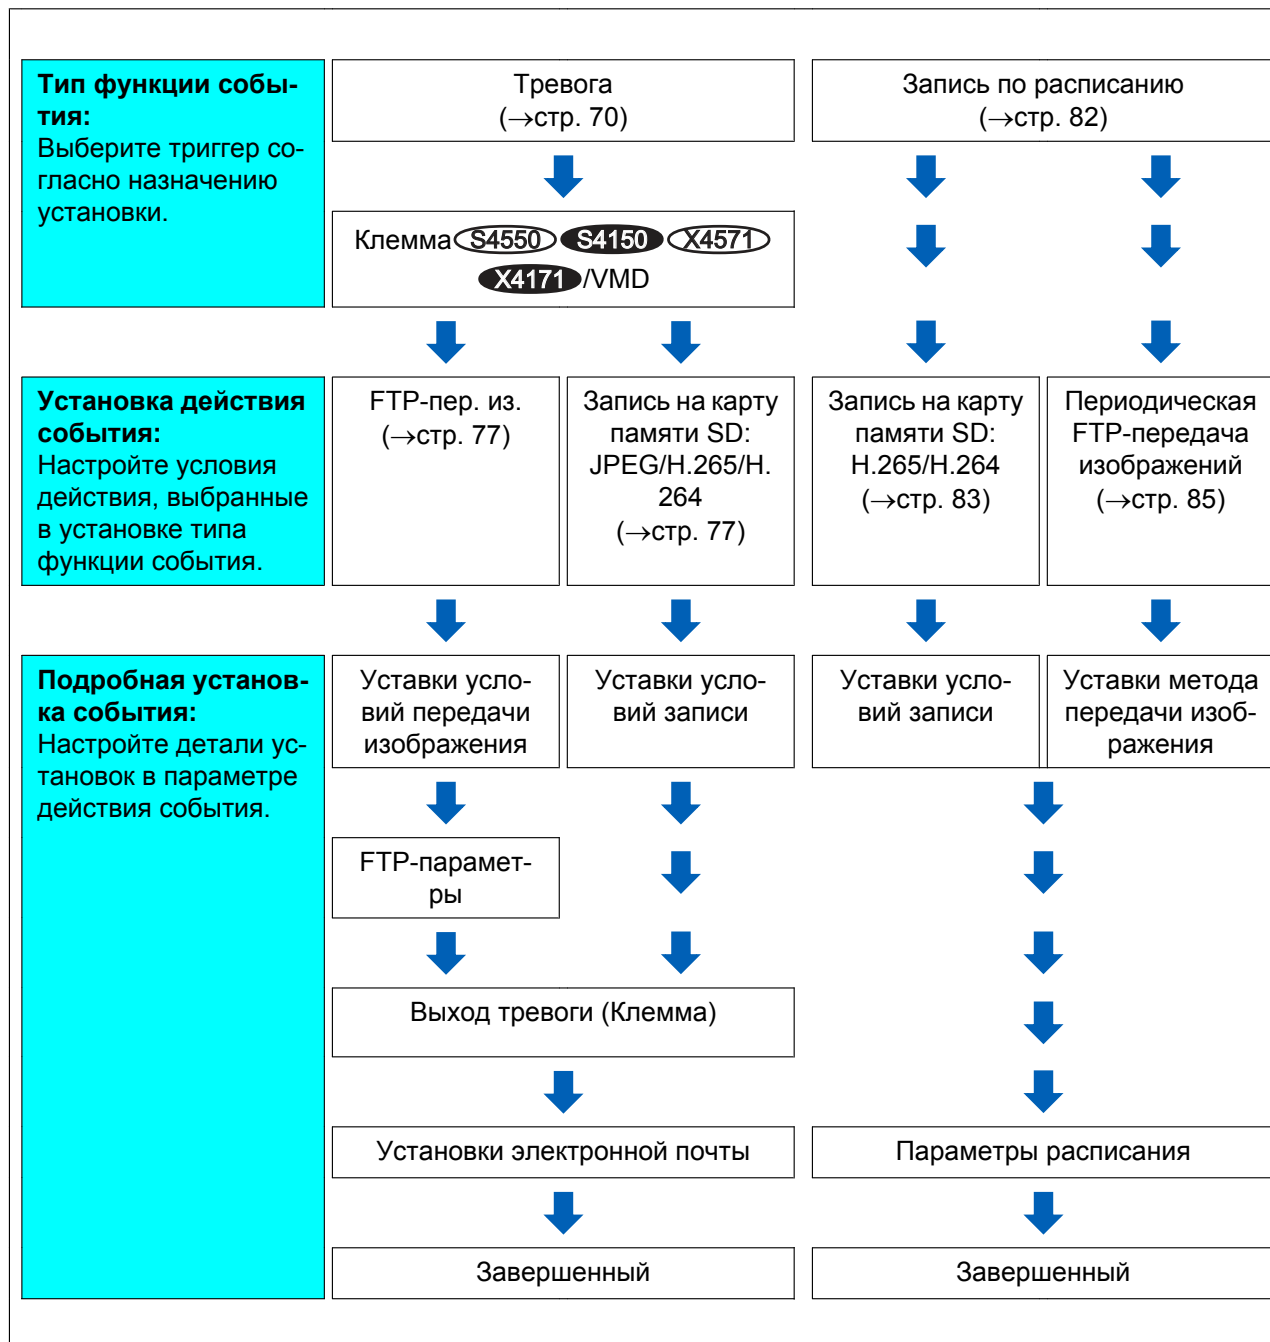 Тип функции собы-
тия:
Выберите триггер со-
гласно назначению
установки.
Тревога
(→стр. 70)
Запись по расписанию
(→стр. 82)
Клемма S4550 S4150 X4571
X4171 /VMD
Установка действия
события:
Настройте условия
действия, выбранные
в установке типа
функции события.
FTP-пер. из.
(→стр. 77)
Запись на карту
памяти SD:
JPEG/H.265/H.
264
(→стр. 77)
Запись на карту
памяти SD:
H.265/H.264
(→стр. 83)
Периодическая
FTP-передача
изображений
(→стр. 85)
Подробная установ-
ка события:
Настройте детали ус-
тановок в параметре
действия события.
Уставки усло-
вий передачи
изображения
Уставки усло-
вий записи
Уставки усло-
вий записи
Уставки метода
передачи изоб-
ражения
FTP-парамет-
ры
Выход тревоги (Клемма)
Установки электронной почты
Параметры расписания
Завершенный
Завершенный